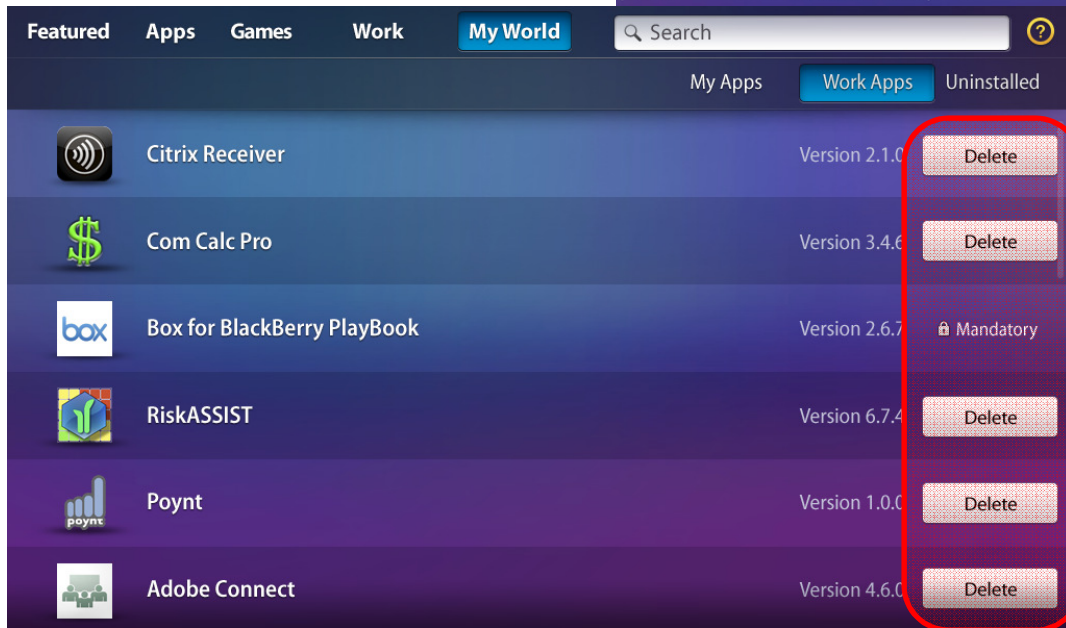 Featured Apps Games Work My World Search ?
My Apps Work Apps Uninstalled
Citrix Receiver Version 2.1.0 Delete
$ Com Calc Pro Version 3.4.6 Delete
box Box for BlackBerry PlayBook Version 2.6.7 Mandatory
RiskASSIST Version 6.7.4 Delete
poynt Poynt Version 1.0.0 Delete
Adobe Connect Version 4.6.0 Delete